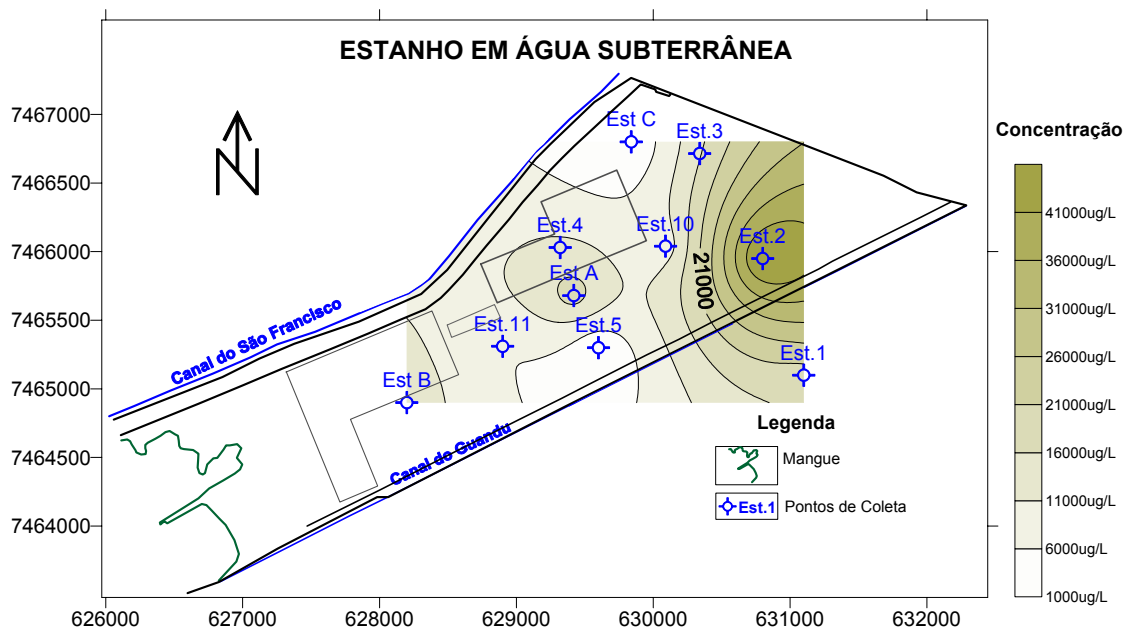 ESTANHO EM ÁGUA SUBTERRÂNEA
7467000
7466500
7466000
7465500
7465000
7464500
7464000
626000
627000
628000
629000
630000
631000
632000
N
Est C
Est.3
Est.4
Est.10
Est.2
Est A
Est.11
Est.5
Est.1
Est B
21000
Canal do São Francisco
Canal do Guandu
Legenda
Mangue
Est.1
Pontos de Coleta
Concentração
41000ug/L
36000ug/L
31000ug/L
26000ug/L
21000ug/L
16000ug/L
11000ug/L
6000ug/L
1000ug/L